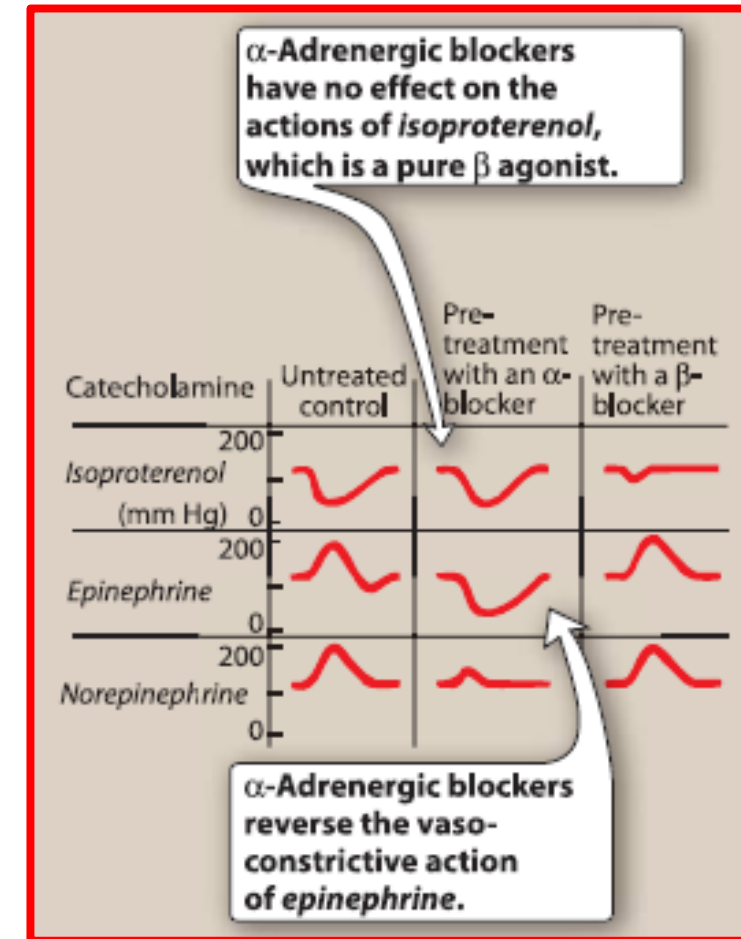 α-Adrenergic blockers
have no effect on the
actions of isoproterenol,
which is a pure β agonist.
Catecholamine
Untreated
control
Pre-
treatment
with an α-
blocker
Pre-
treatment
with a β-
blocker
200
Isoproterenol
(mm Hg) 0
200
Epinephrine
0
200
Norepinephrine
0
α-Adrenergic blockers
reverse the vaso-
constrictive action
of epinephrine.